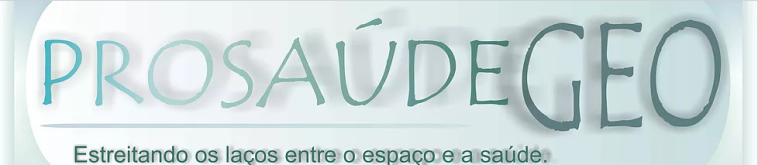 PROSAÚDEGEO
Estreitando os laços entre o espaço e a saúde.